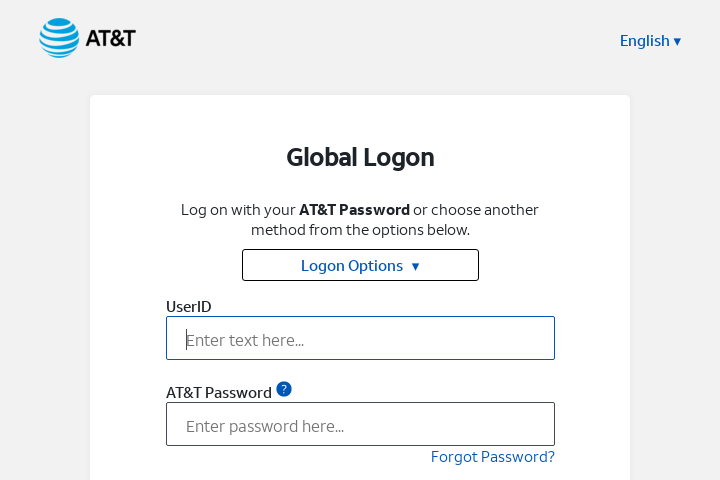 AT&T
English ▾
Global Logon
Log on with your AT&T Password or choose another
method from the options below.
Logon Options ▾
UserID
Enter text here...
AT&T Password ?
Enter password here...
Forgot Password?